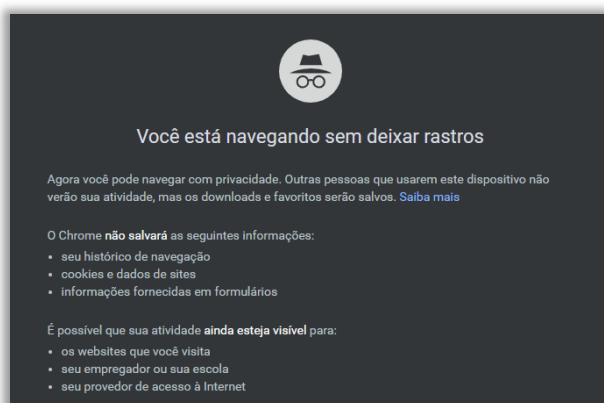 Você está navegando sem deixar rastros
Agora você pode navegar com privacidade. Outras pessoas que usarem este dispositivo não
verão sua atividade, mas os downloads e favoritos serão salvos. Saiba mais
O Chrome não salvará as seguintes informações:
• seu histórico de navegação
• cookies e dados de sites
• informações fornecidas em formulários
É possível que sua atividade ainda esteja visível para:
• os websites que você visita
• seu empregador ou sua escola
• seu provedor de acesso à Internet